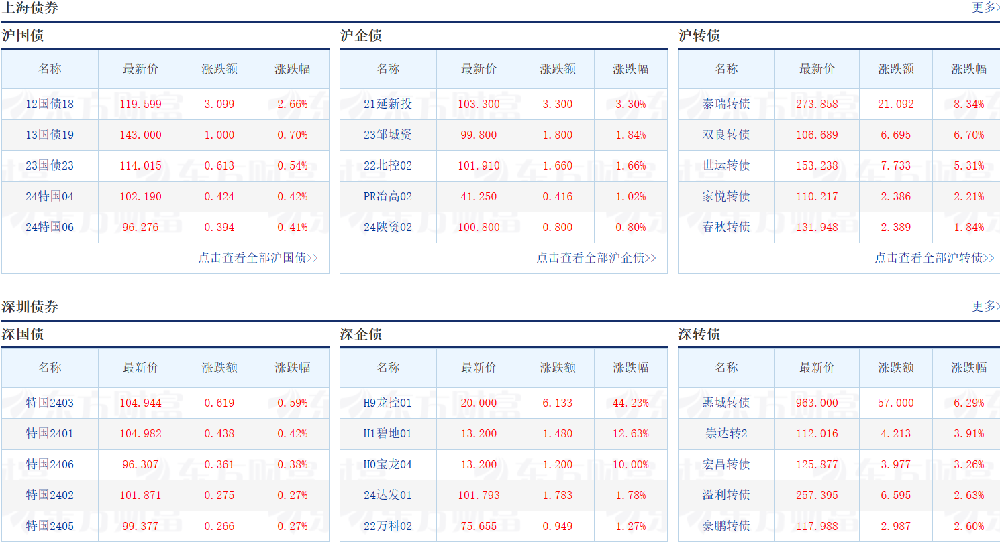 上海债券 更多>
沪国债 沪企债 沪转债
名称 最新价 涨跌额 涨跌幅 名称 最新价 涨跌额 涨跌幅 名称 最新价 涨跌额 涨跌幅
12国债18 119.599 3.099 2.66% 21延新投 103.300 3.300 3.30% 泰瑞转债 273.858 21.092 8.34%
13国债19 143.000 1.000 0.70% 23邹城资 99.800 1.800 1.84% 双良转债 106.689 6.695 6.70%
23国债23 114.015 0.613 0.54% 22北控02 101.910 1.660 1.66% 世运转债 153.238 7.733 5.31%
24特国04 102.190 0.424 0.42% PR冶高02 41.250 0.416 1.02% 家悦转债 110.217 2.386 2.21%
24特国06 96.276 0.394 0.41% 24陕资02 100.800 0.800 0.80% 春秋转债 131.948 2.389 1.84%
点击查看全部沪国债>> 点击查看全部沪企债>> 点击查看全部沪转债>>
深圳债券 更多>
深国债 深企债 深转债
名称 最新价 涨跌额 涨跌幅 名称 最新价 涨跌额 涨跌幅 名称 最新价 涨跌额 涨跌幅
特国2403 104.944 0.619 0.59% H9龙控01 20.000 6.133 44.23% 惠城转债 963.000 57.000 6.29%
特国2401 104.982 0.438 0.42% H1碧地01 13.200 1.480 12.63% 崇达转2 112.016 4.213 3.91%
特国2406 96.307 0.361 0.38% H0宝龙04 13.200 1.200 10.00% 宏昌转债 125.877 3.977 3.26%
特国2402 101.871 0.275 0.27% 24达发01 101.793 1.783 1.78% 溢利转债 257.395 6.595 2.63%
特国2405 99.377 0.266 0.27% 22万科02 75.655 0.949 1.27% 豪鹏转债 117.988 2.987 2.60%